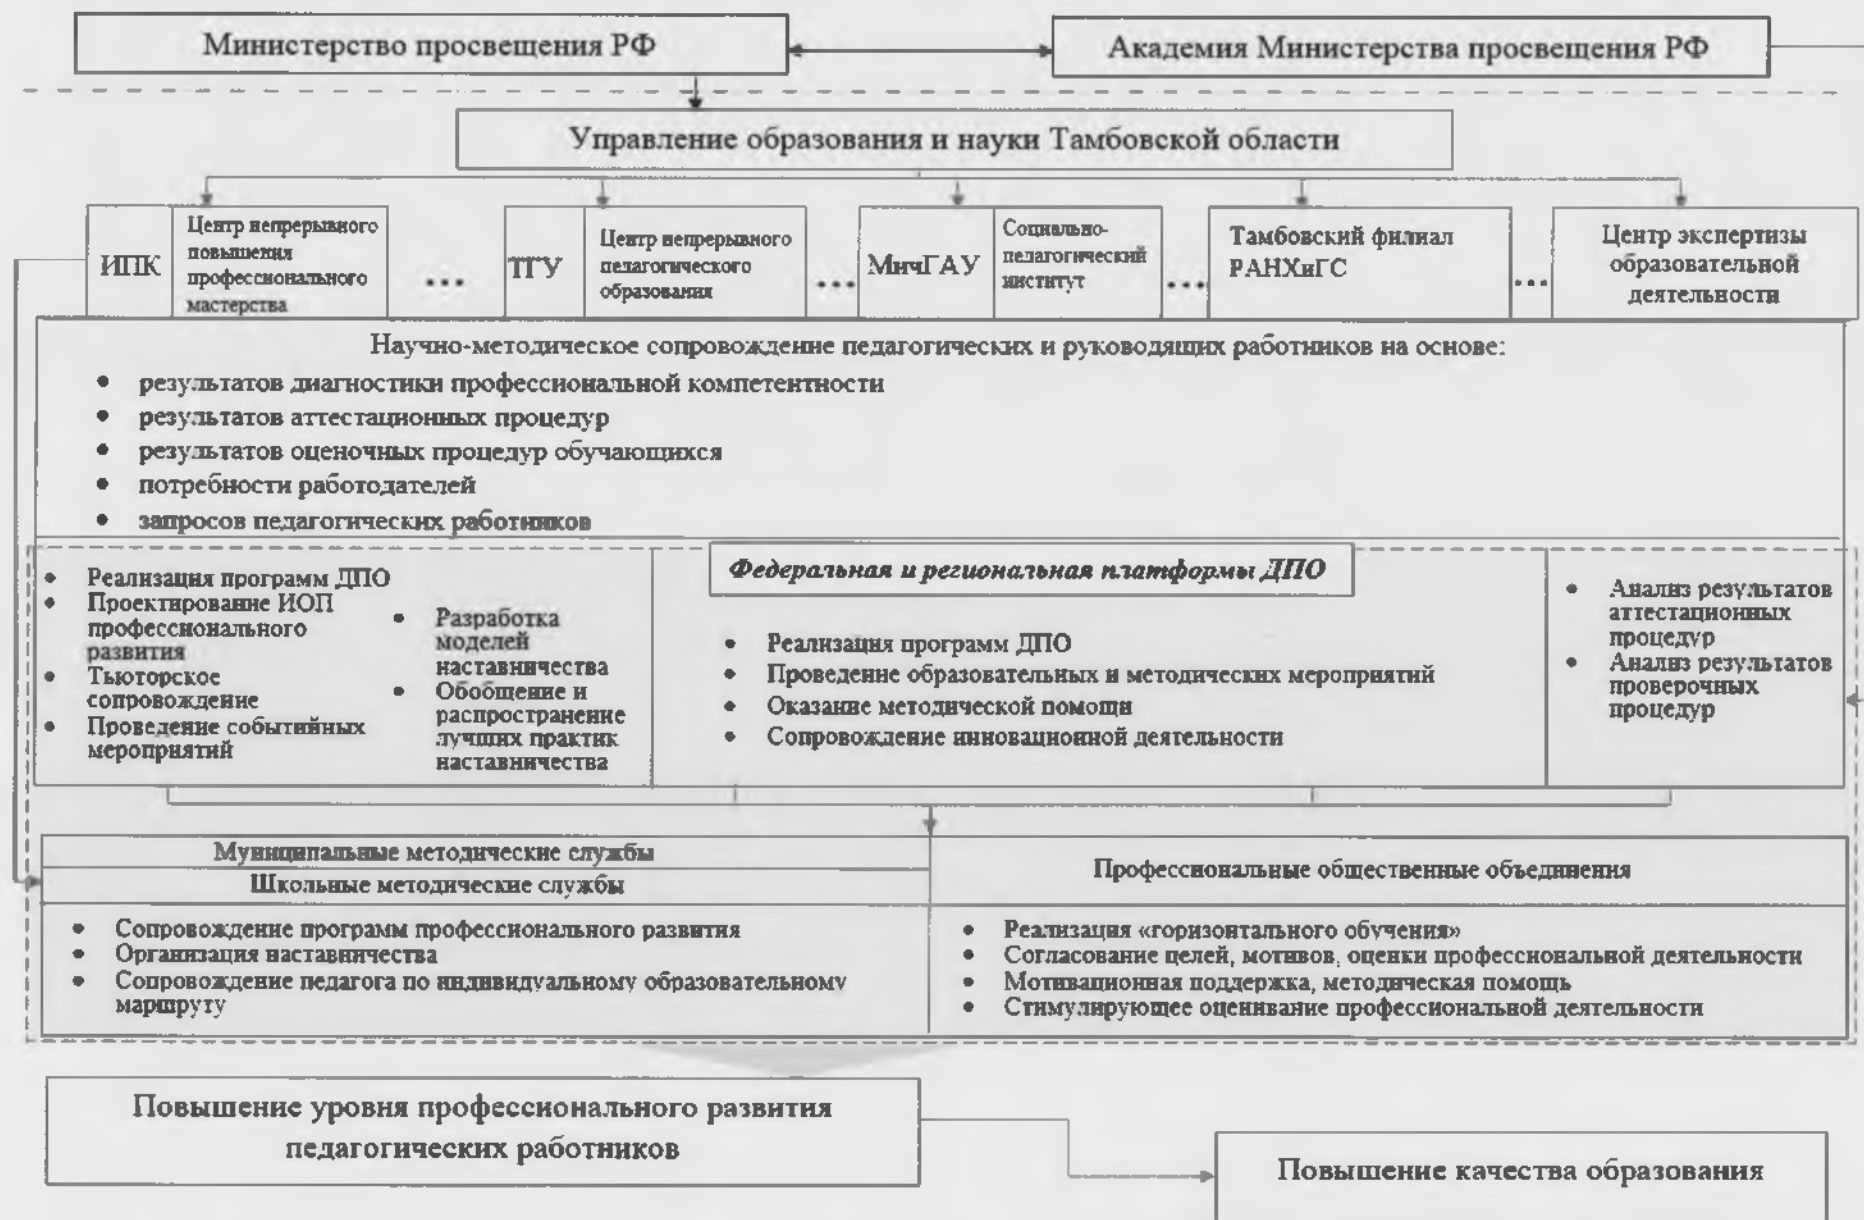 Министерство просвещения РФ
Академия Министерства просвещения РФ
Управление образования и науки Тамбовской области
ИПК
Центр непрерывного
повышения
профессионального
мастерства
...
ТГУ
Центр непрерывного
педагогического
образования
...
МичГАУ
Социально-
педагогический
институт
...
Тамбовский филиал
РАНХиГС
...
Центр экспертизы
образовательной
деятельности
Научно-методическое сопровождение педагогических и руководящих работников на основе:
• результатов диагностики профессиональной компетентности
• результатов аттестационных процедур
• результатов оценочных процедур обучающихся
• потребности работодателей
• запросов педагогических работников
• Реализация программ ДПО
• Проектирование ИОП
профессионального
развития
• Тьюторское
сопровождение
• Проведение событийных
мероприятий
• Разработка
моделей
наставничества
• Обобщение и
распространение
лучших практик
наставничества
Федеральная и региональная платформы ДПО
• Реализация программ ДПО
• Проведение образовательных и методических мероприятий
• Оказание методической помощи
• Сопровождение инновационной деятельности
• Анализ результатов
аттестационных
процедур
• Анализ результатов
проверочных
процедур
Муниципальные методические службы
Школьные методические службы
• Сопровождение программ профессионального развития
• Организация наставничества
• Сопровождение педагога по индивидуальному образовательному
маршруту
Профессиональные общественные объединения
• Реализация «горизонтального обучения»
• Согласование целей, мотивов, оценки профессиональной деятельности
• Мотивационная поддержка, методическая помощь
• Стимулирующее оценивание профессиональной деятельности
Повышение уровня профессионального развития
педагогических работников
Повышение качества образования